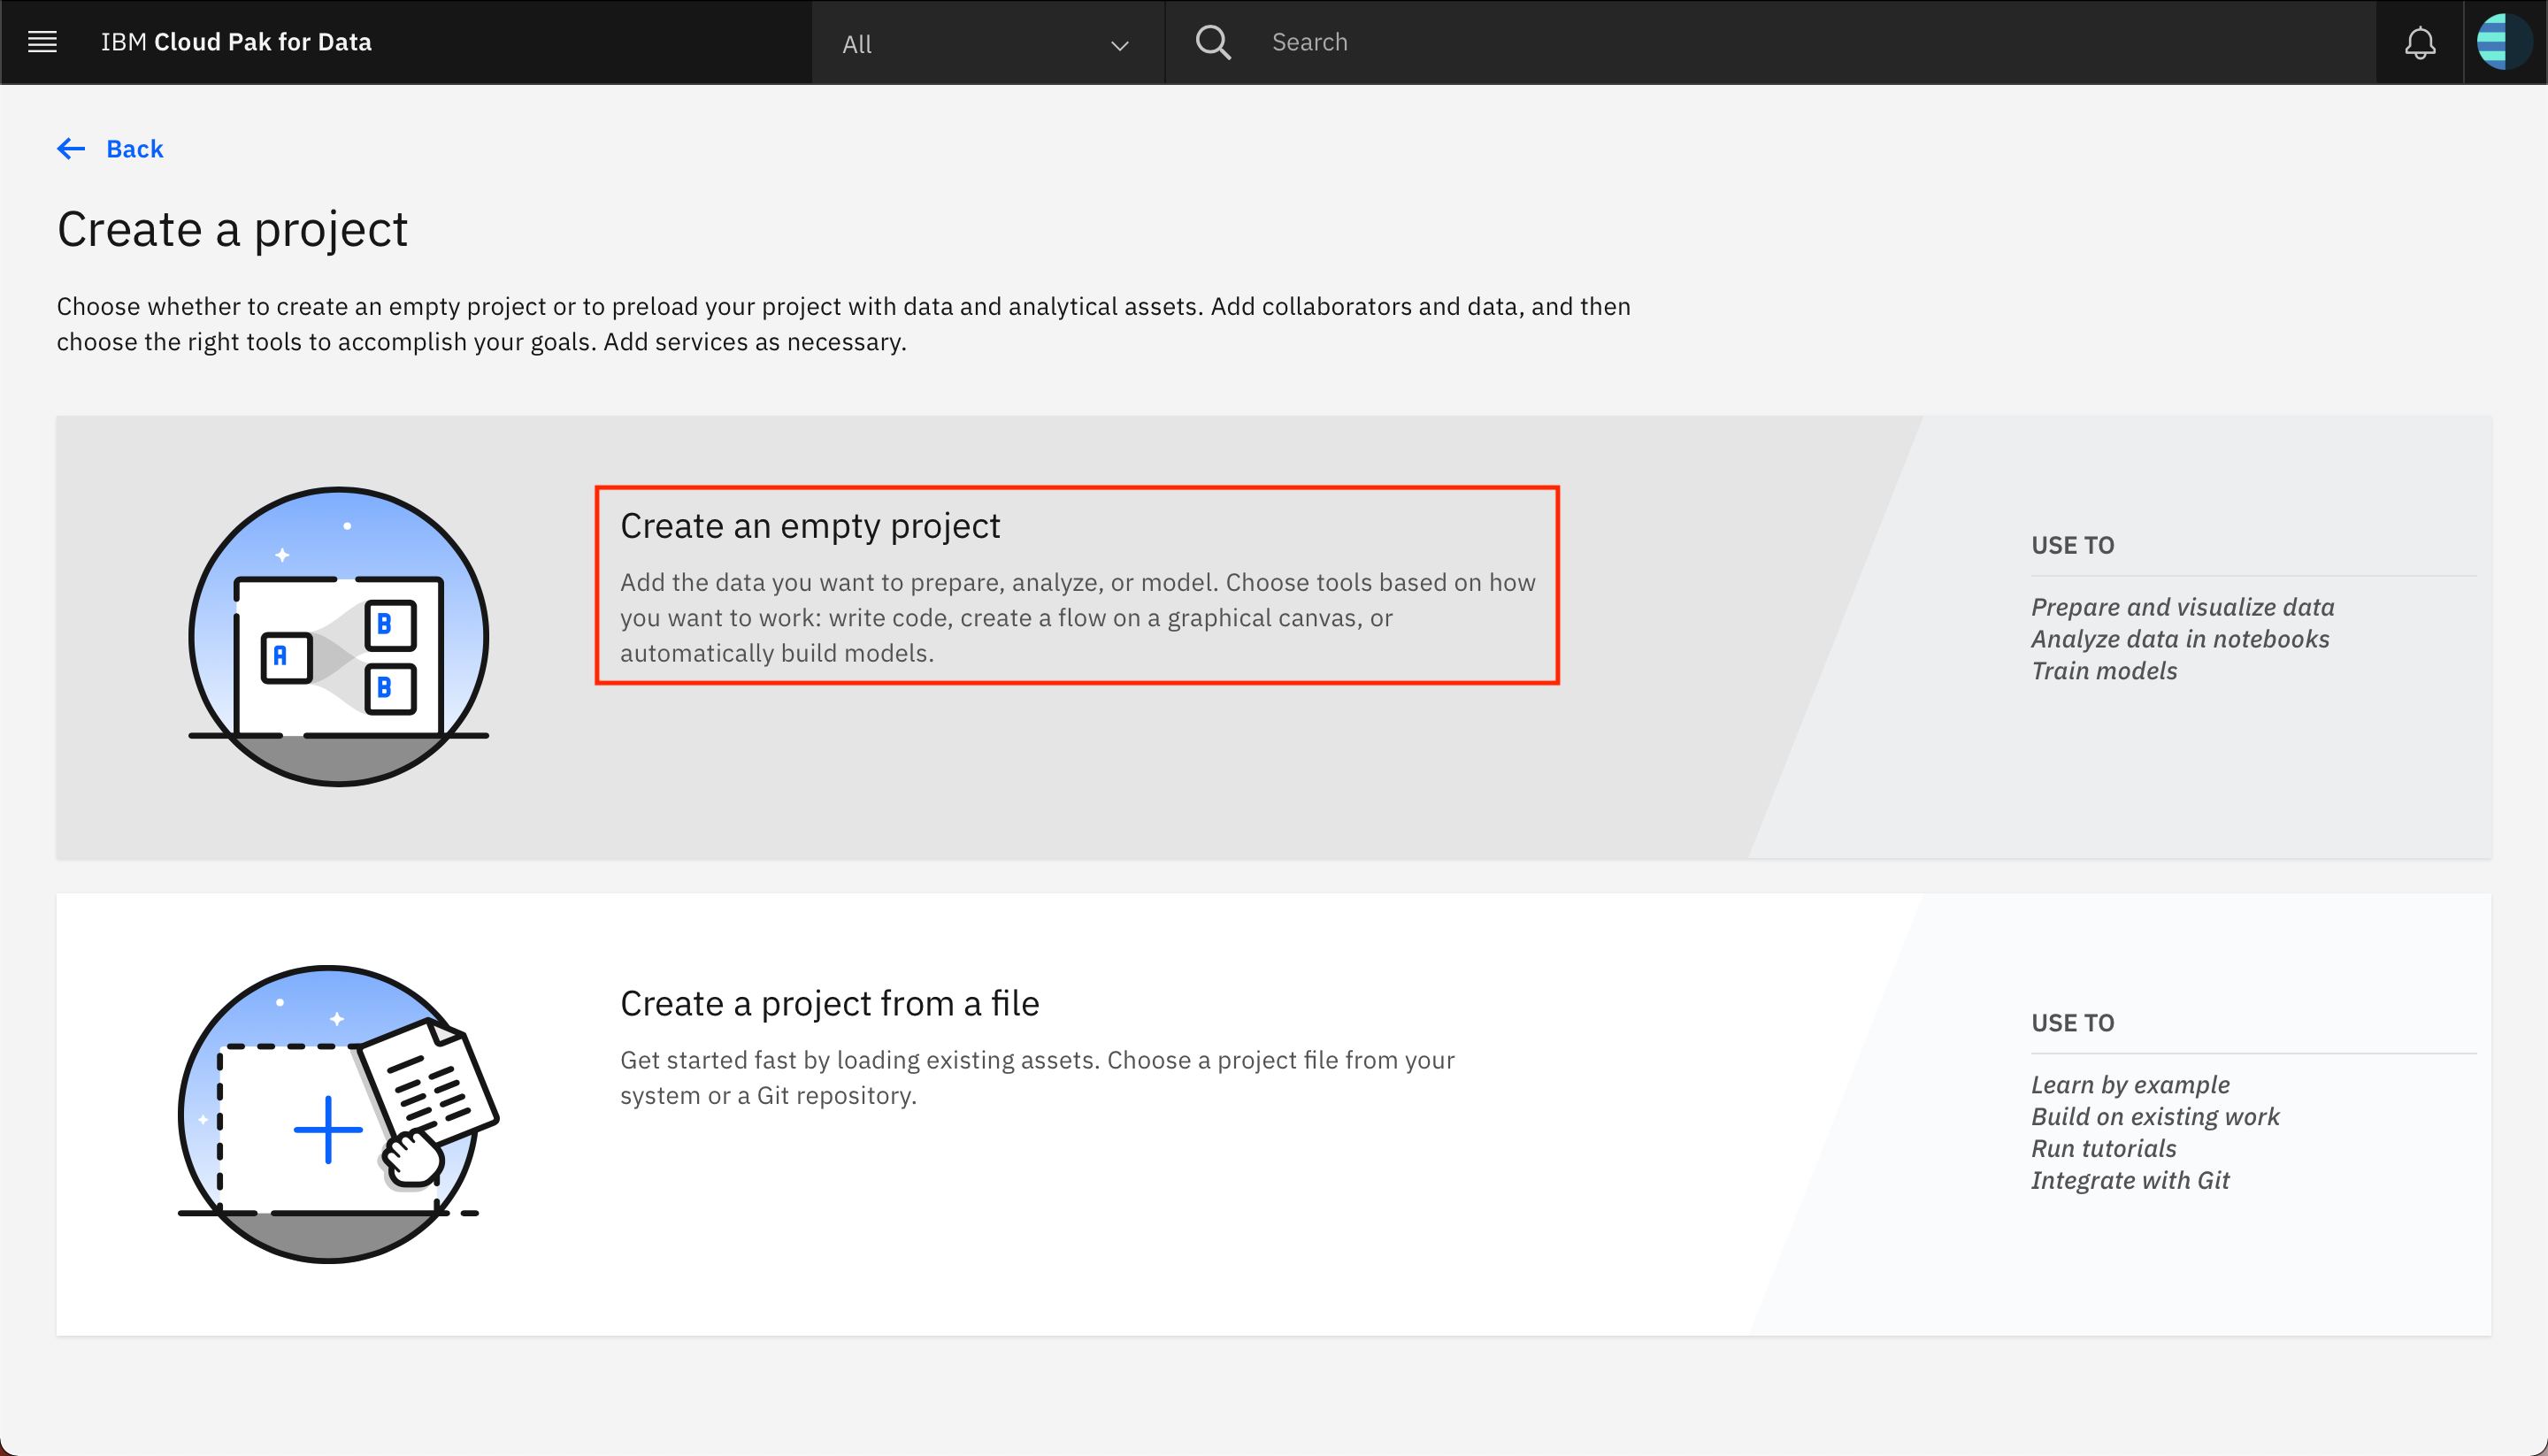 IBM Cloud Pak for Data
All
Search
Back
Create a project
Choose whether to create an empty project or to preload your project with data and analytical assets. Add collaborators and data, and then
choose the right tools to accomplish your goals. Add services as necessary.
A
B
B
Create an empty project
Add the data you want to prepare, analyze, or model. Choose tools based on how
you want to work: write code, create a flow on a graphical canvas, or
automatically build models.
USE TO
Prepare and visualize data
Analyze data in notebooks
Train models
Create a project from a file
Get started fast by loading existing assets. Choose a project file from your
system or a Git repository.
USE TO
Learn by example
Build on existing work
Run tutorials
Integrate with Git